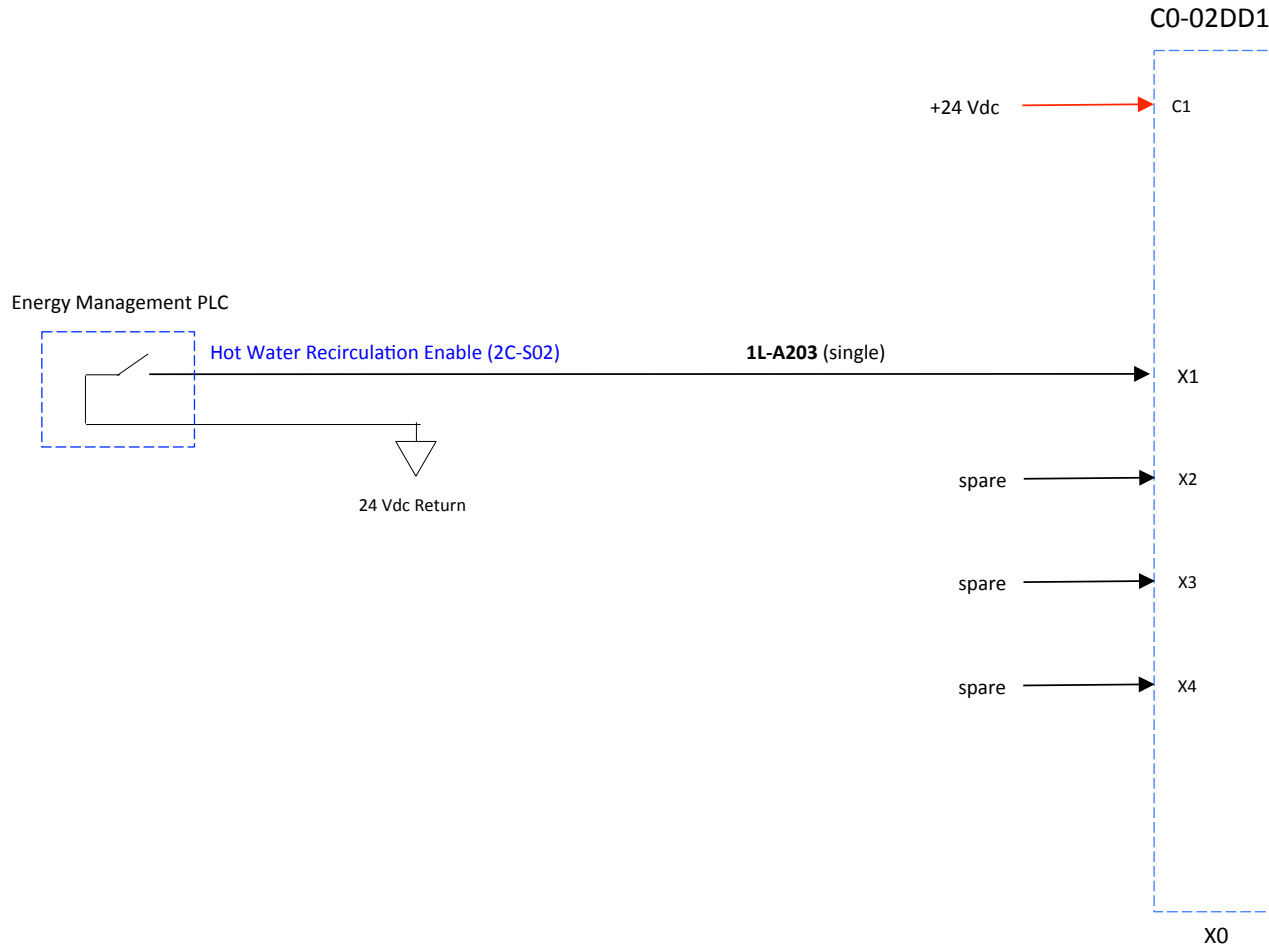 C0-02DD1
+24 Vdc
C1
Energy Management PLC
Hot Water Recirculation Enable (2C-S02)
1L-A203 (single)
X1
24 Vdc Return
spare
X2
spare
X3
spare
X4
X0